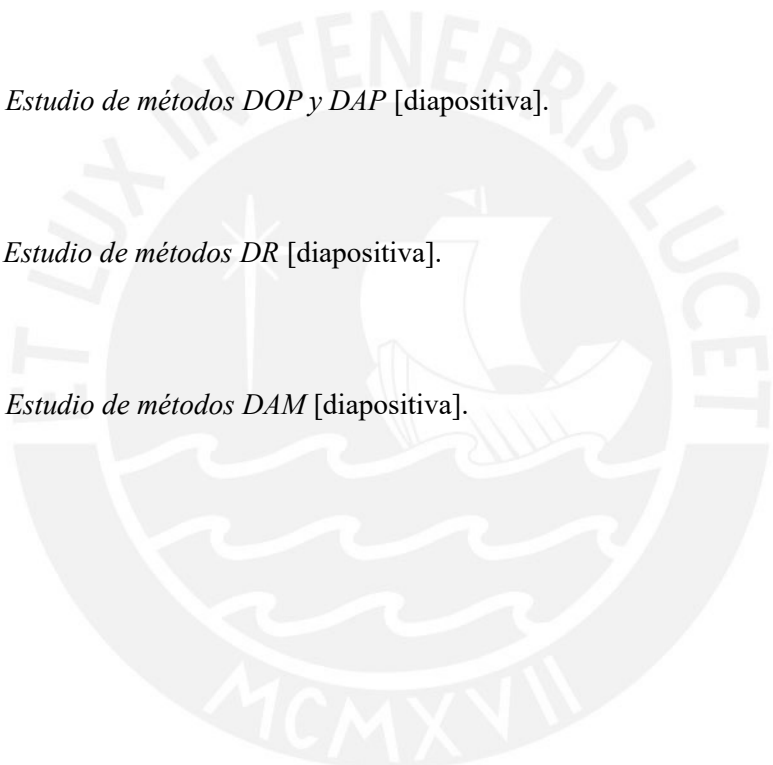 Estudio de métodos DOP y DAP [diapositiva].
Estudio de métodos DR [diapositiva].
Estudio de métodos DAM [diapositiva].
ET LUX IN TENEBRIS LUCET
MCMXVII